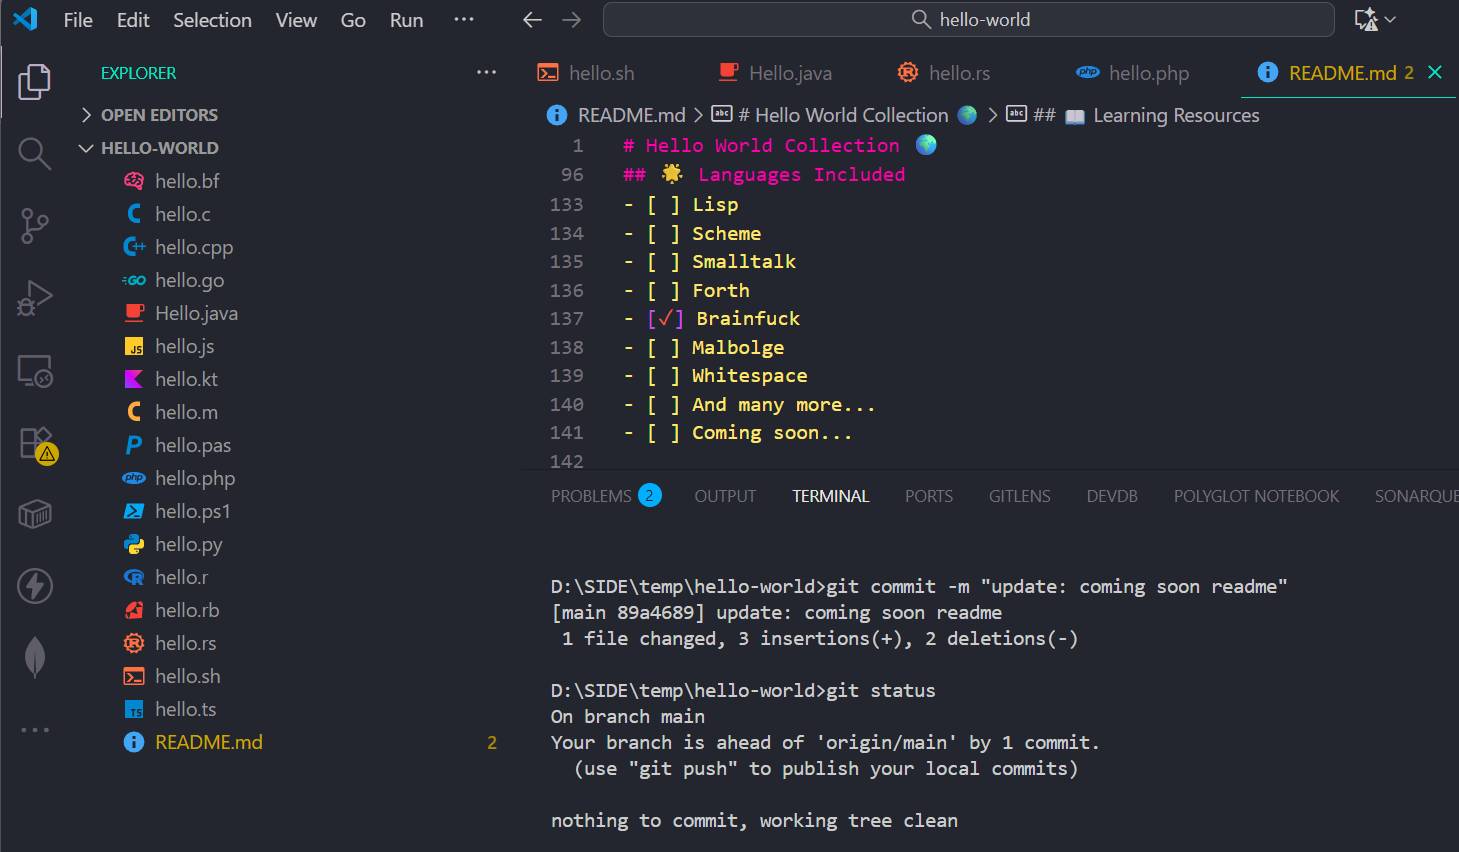 File Edit Selection View Go Run ...
hello-world
EXPLORER ...
OPEN EDITORS
HELLO-WORLD
hello.bf
hello.c
hello.cpp
hello.go
Hello.java
hello.js
hello.kt
hello.m
hello.pas
hello.php
hello.ps1
hello.py
hello.r
hello.rb
hello.rs
hello.sh
hello.ts
README.md 2
hello.sh Hello.java hello.rs hello.php README.md 2
README.md > # Hello World Collection 🌍 > ## 📖 Learning Resources
1 # Hello World Collection 🌍
96 ## 🌟 Languages Included
133 - [ ] Lisp
134 - [ ] Scheme
135 - [ ] Smalltalk
136 - [ ] Forth
137 - [✓] Brainfuck
138 - [ ] Malbolge
139 - [ ] Whitespace
140 - [ ] And many more...
141 - [ ] Coming soon...
142
PROBLEMS 2 OUTPUT TERMINAL PORTS GITLENS DEVDB POLYGLOT NOTEBOOK SONARQUE
D:\SIDE\temp\hello-world>git commit -m "update: coming soon readme"
[main 89a4689] update: coming soon readme
1 file changed, 3 insertions(+), 2 deletions(-)
D:\SIDE\temp\hello-world>git status
On branch main
Your branch is ahead of 'origin/main' by 1 commit.
(use "git push" to publish your local commits)
nothing to commit, working tree clean